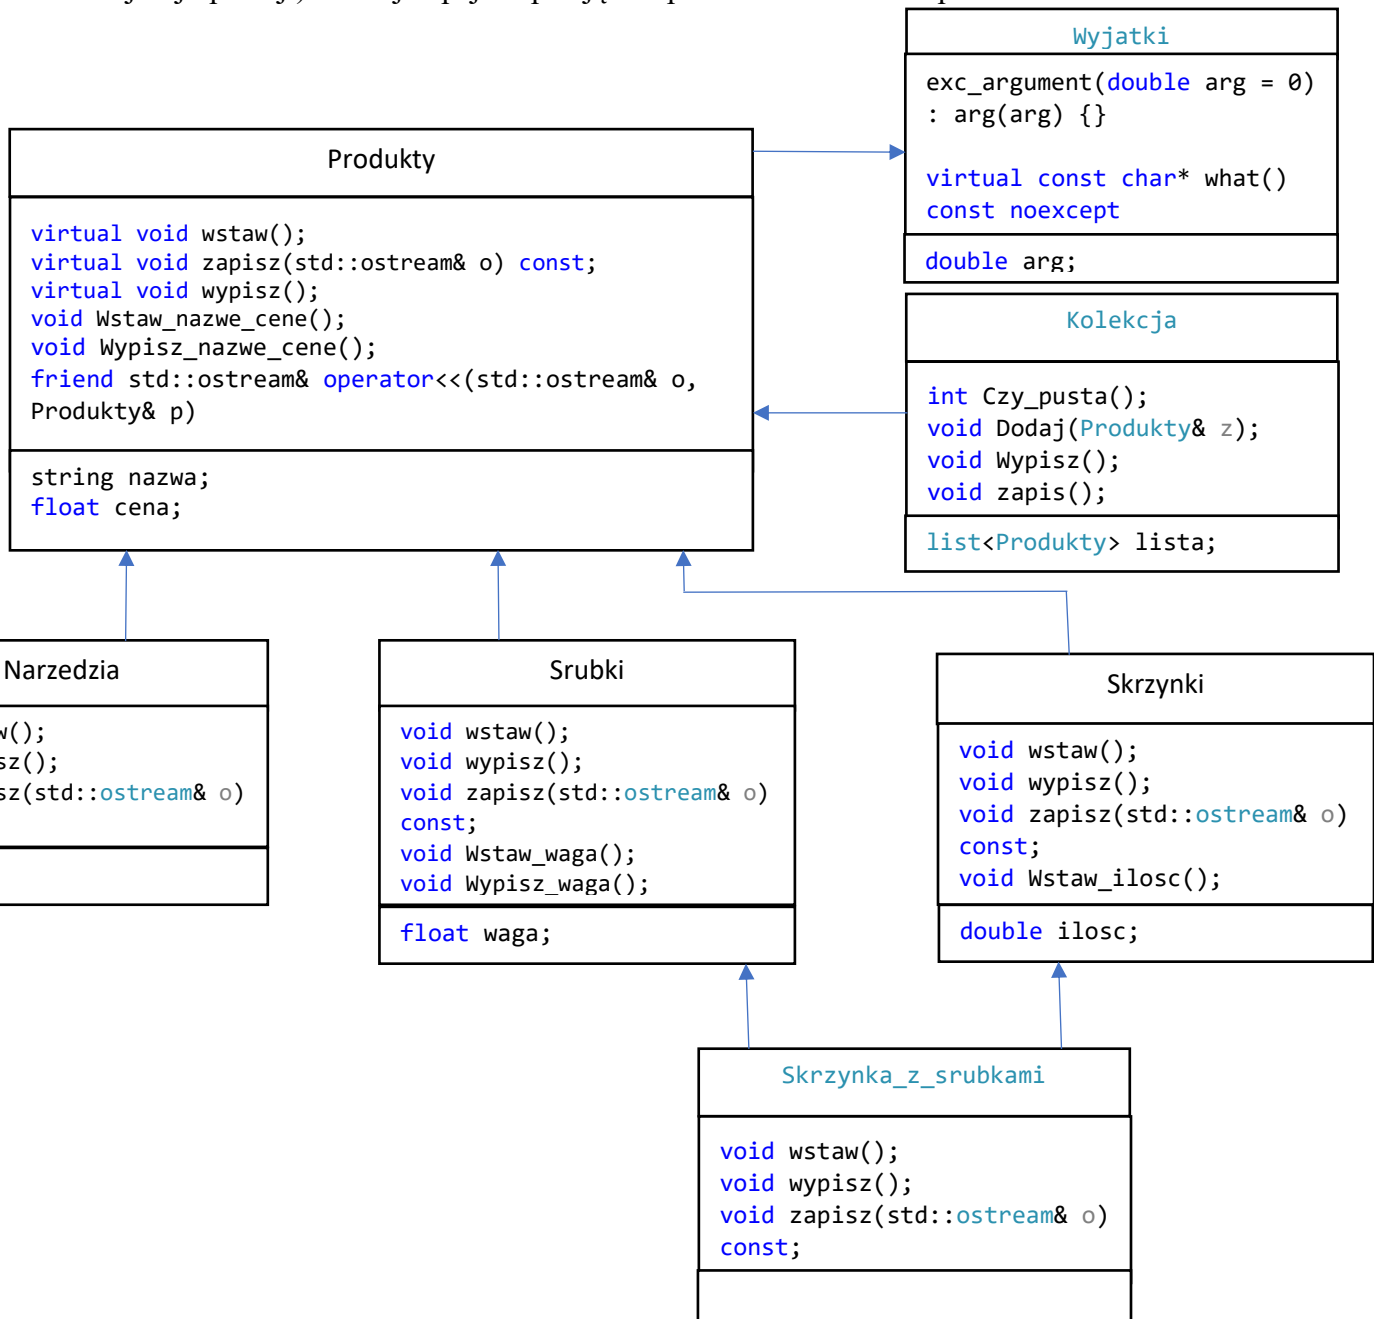 Wyjatki
exc_argument(double arg = 0)
: arg(arg) {}
virtual const char* what()
const noexcept
double arg;
Produkty
virtual void wstaw();
virtual void zapisz(std::ostream& o) const;
virtual void wypisz();
void Wstaw_nazwe_cene();
void Wypisz_nazwe_cene();
friend std::ostream& operator<<(std::ostream& o,
Produkty& p)
string nazwa;
float cena;
Kolekcja
int Czy_pusta();
void Dodaj(Produkty& z);
void Wypisz();
void zapis();
list<Produkty> lista;
Narzedzia
w();
sz();
sz(std::ostream& o)
Srubki
void wstaw();
void wypisz();
void zapisz(std::ostream& o)
const;
void Wstaw_waga();
void Wypisz_waga();
float waga;
Skrzynki
void wstaw();
void wypisz();
void zapisz(std::ostream& o)
const;
void Wstaw_ilosc();
double ilosc;
Skrzynka_z_srubkami
void wstaw();
void wypisz();
void zapisz(std::ostream& o)
const;